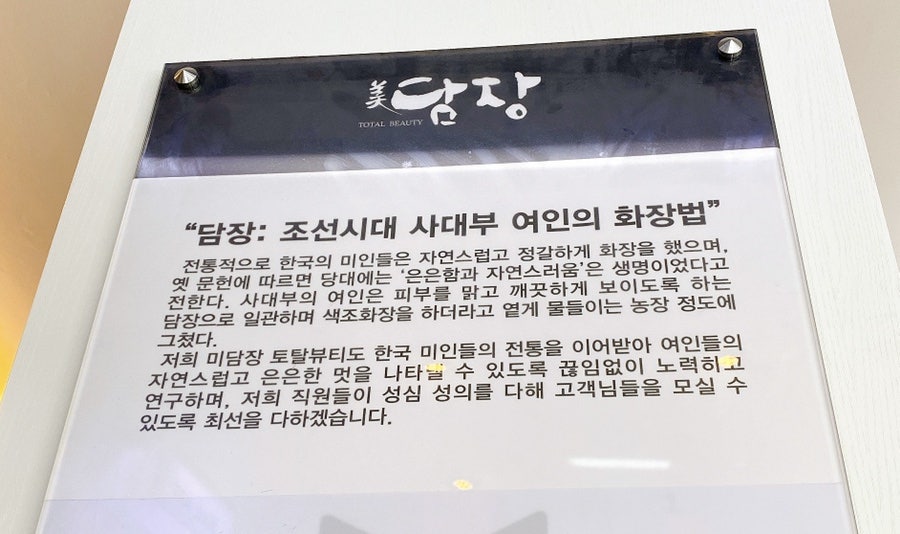 美담장
TOTAL BEAUTY
“담장: 조선시대 사대부 여인의 화장법”
전통적으로 한국의 미인들은 자연스럽고 정갈하게 화장을 했으며,
옛 문헌에 따르면 당대에는 ‘은은함과 자연스러움’은 생명이었다고
전한다. 사대부의 여인은 피부를 맑고 깨끗하게 보이도록 하는
담장으로 일관하며 색조화장을 하더라고 옅게 물들이는 농장 정도에
그쳤다.
저희 미담장 토탈뷰티도 한국 미인들의 전통을 이어받아 여인들의
자연스럽고 은은한 멋을 나타낼 수 있도록 끊임없이 노력하고
연구하며, 저희 직원들이 성심 성의를 다해 고객님들을 모실 수
있도록 최선을 다하겠습니다.